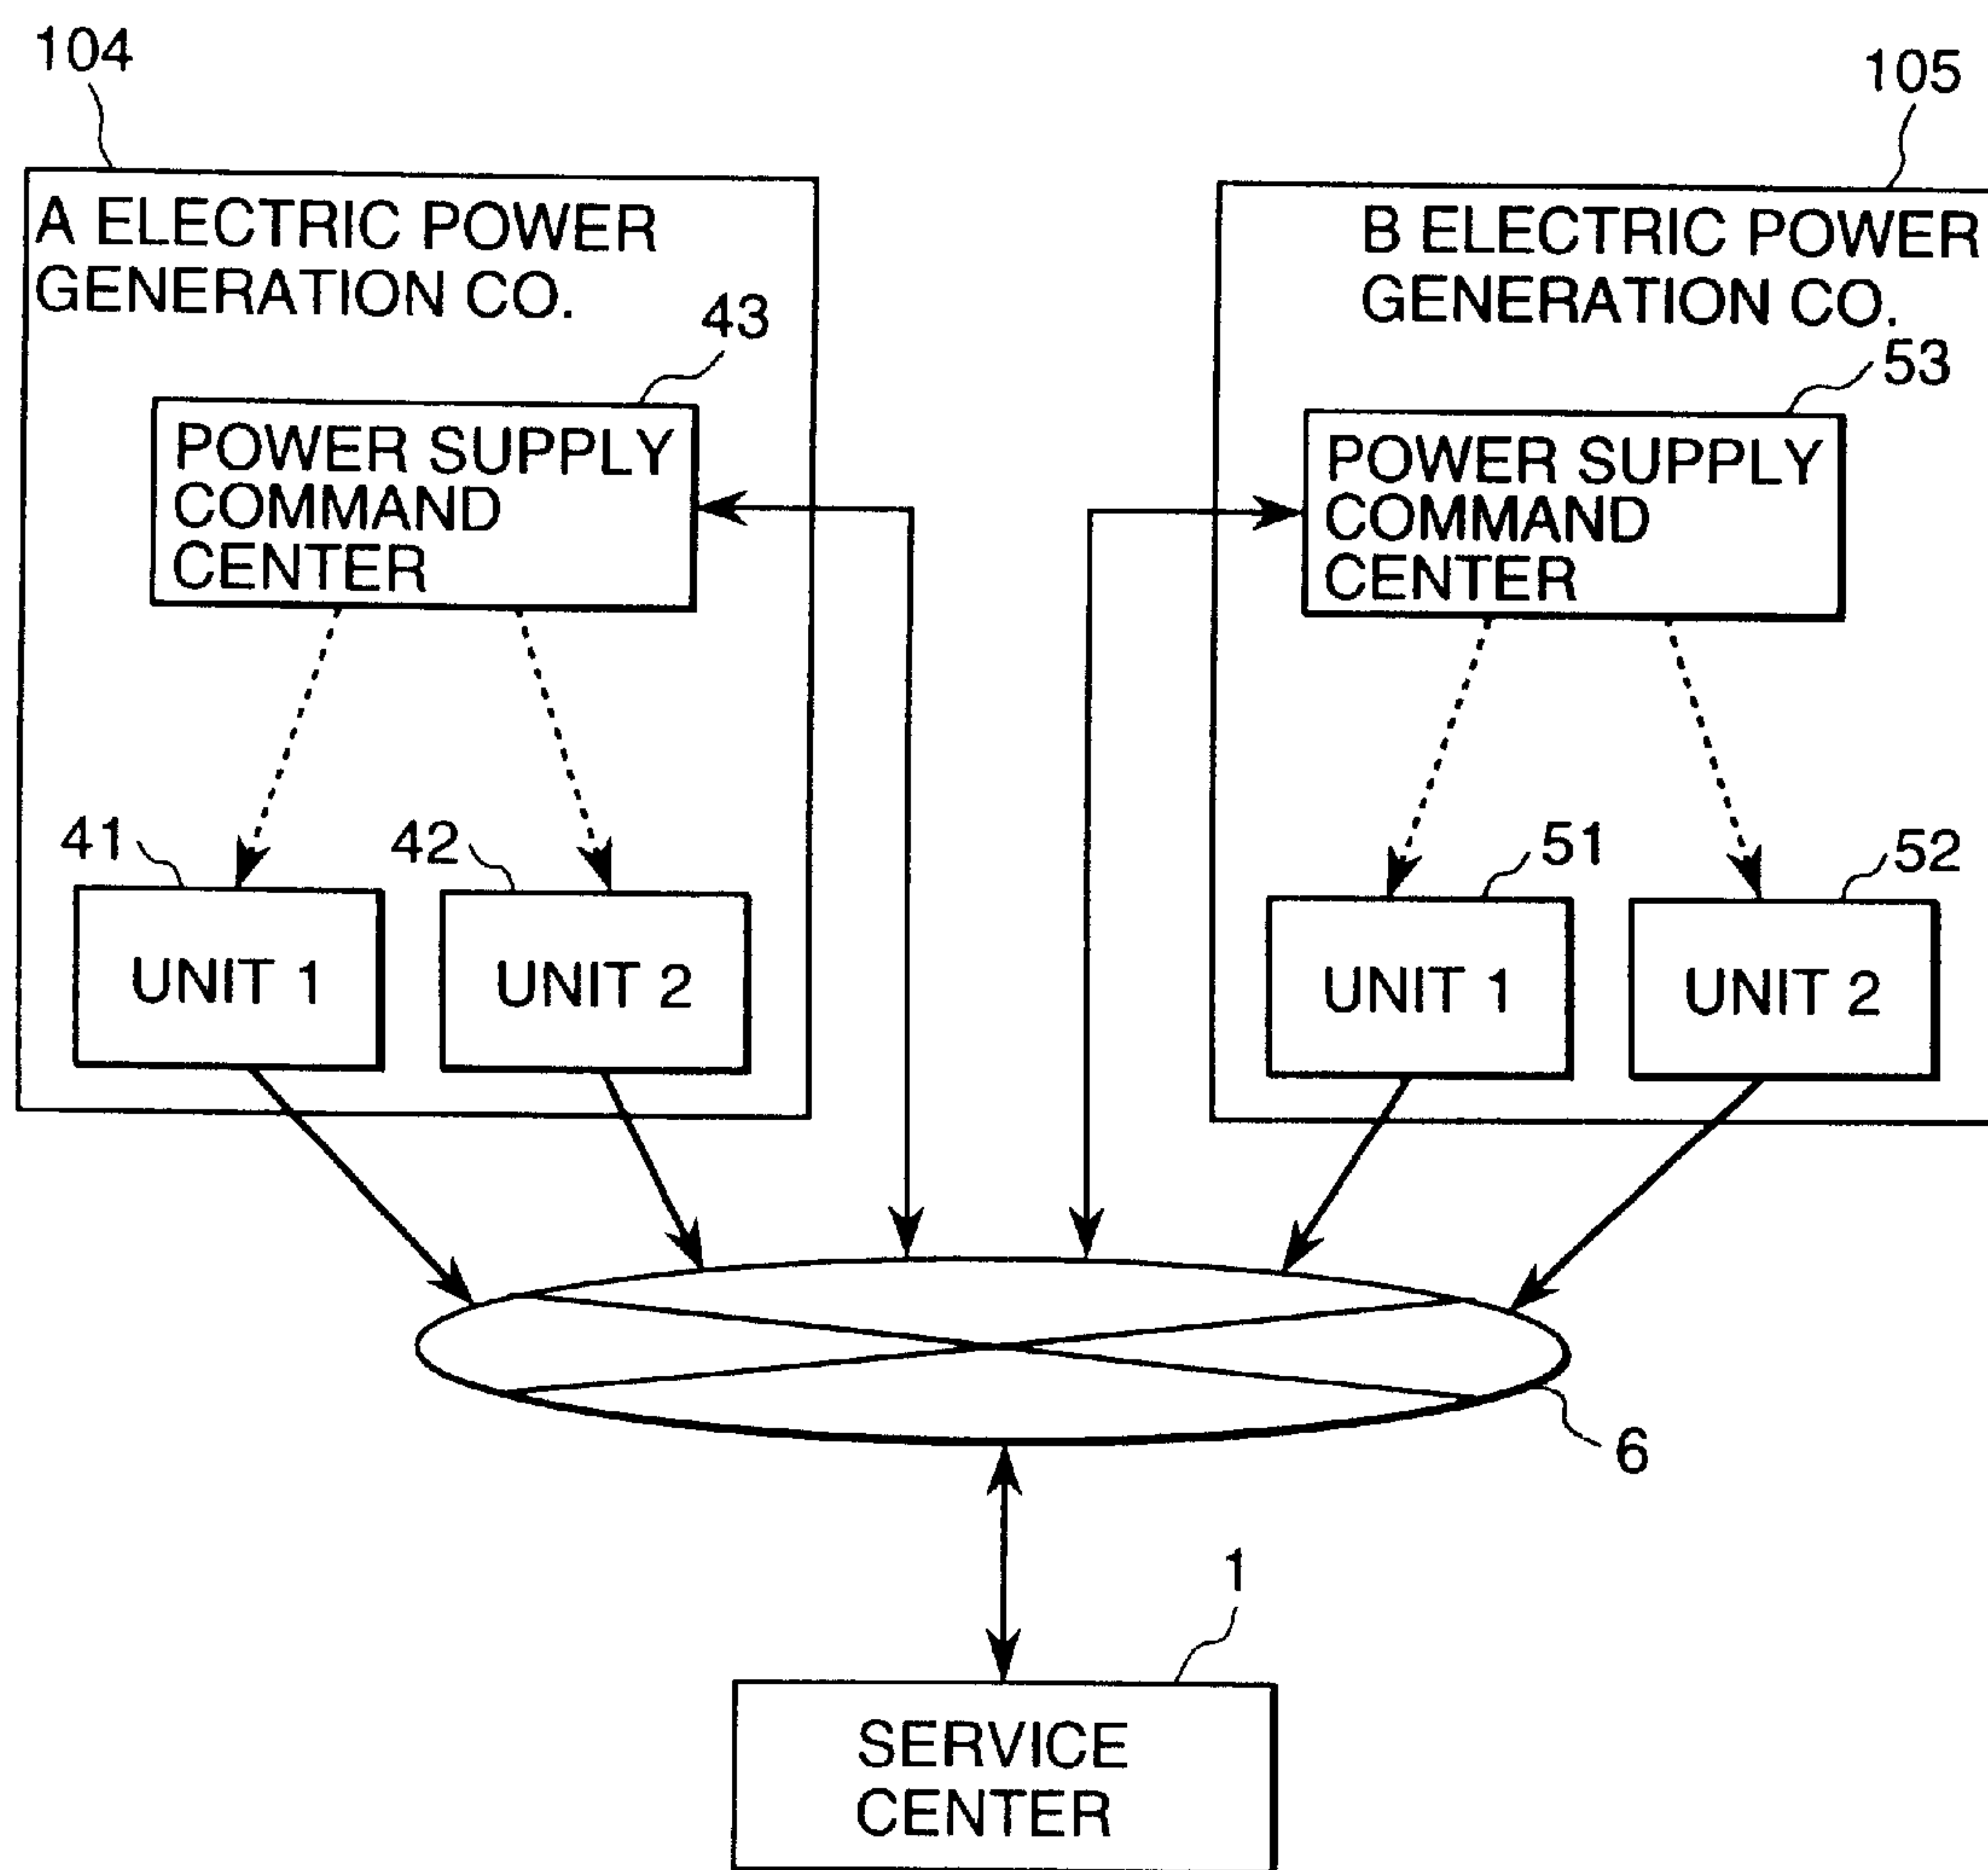 104
105
A ELECTRIC POWER
GENERATION CO.
B ELECTRIC POWER
GENERATION CO.
43
53
POWER SUPPLY
COMMAND
CENTER
POWER SUPPLY
COMMAND
CENTER
41
42
51
52
UNIT 1
UNIT 2
UNIT 1
UNIT 2
6
1
SERVICE
CENTER